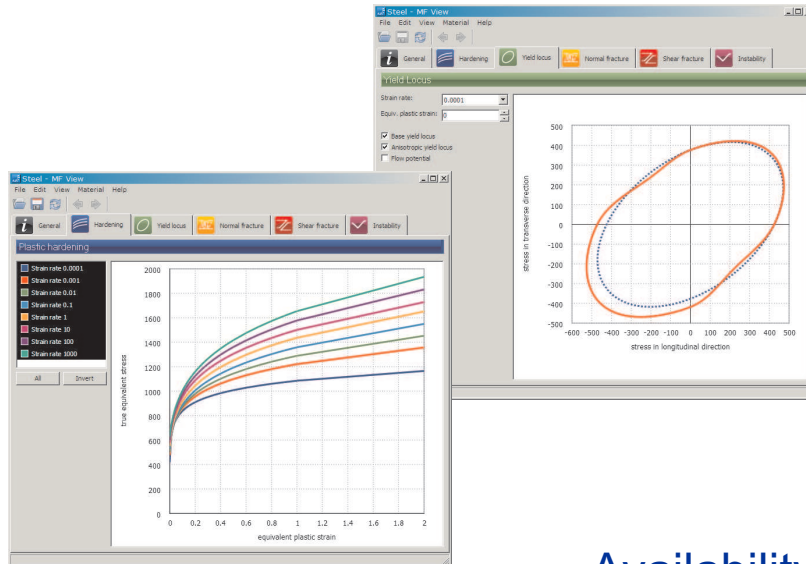 Steel - MF View
File Edit View Material Help
General Hardening Yield locus Normal fracture Shear fracture Instability
Yield Locus
Strain rate: 0.0001
Equiv. plastic strain: 0
Base yield locus
Anisotropic yield locus
Flow potential
500
400
300
200
100
0
-100
-200
-300
-400
-500
-600 -500 -400 -300 -200 -100 0 100 200 300 400 500
stress in transverse direction
stress in longitudinal direction
Steel - MF View
File Edit View Material Help
General Hardening Yield locus Normal fracture Shear fracture Instability
Plastic hardening
Strain rate 0.0001
Strain rate 0.001
Strain rate 0.01
Strain rate 0.1
Strain rate 1
Strain rate 10
Strain rate 100
Strain rate 1000
All Invert
2000
1800
1600
1400
1200
1000
800
600
400
200
0
0 0.2 0.4 0.6 0.8 1 1.2 1.4 1.6 1.8 2
true equivalent stress
equivalent plastic strain
Availability